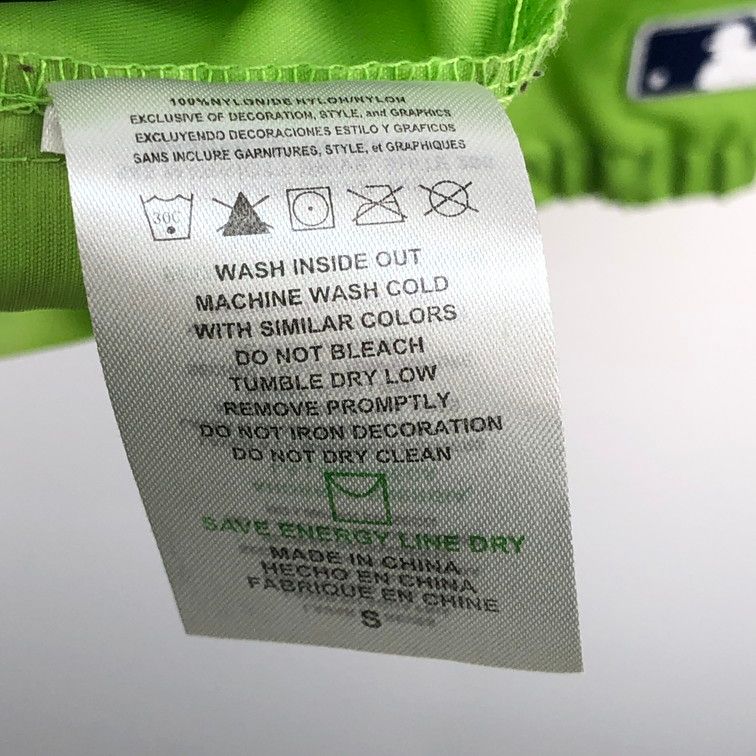 100%NYLON/DE NYLON/NYLON
EXCLUSIVE OF DECORATION, STYLE, and GRAPHICS
EXCLUYENDO DECORACIONES ESTILO Y GRAFICOS
SANS INCLURE GARNITURES, STYLE, et GRAPHIQUES
30C
WASH INSIDE OUT
MACHINE WASH COLD
WITH SIMILAR COLORS
DO NOT BLEACH
TUMBLE DRY LOW
REMOVE PROMPTLY
DO NOT IRON DECORATION
DO NOT DRY CLEAN
SAVE ENERGY LINE DRY
MADE IN CHINA
HECHO EN CHINA
FABRIQUE EN CHINE
S